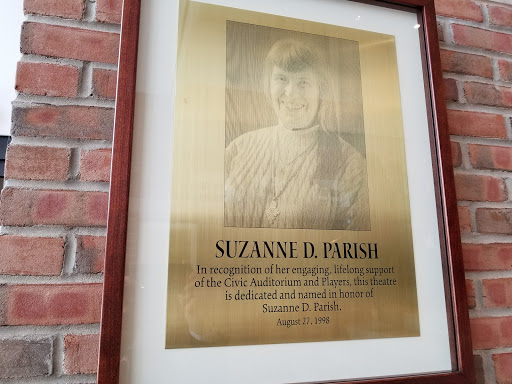 SUZANNE D. PARISH
In recognition of her engaging, lifelong support
of the Civic Auditorium and Players, this theatre
is dedicated and named in honor of
Suzanne D. Parish.
August 27, 1998